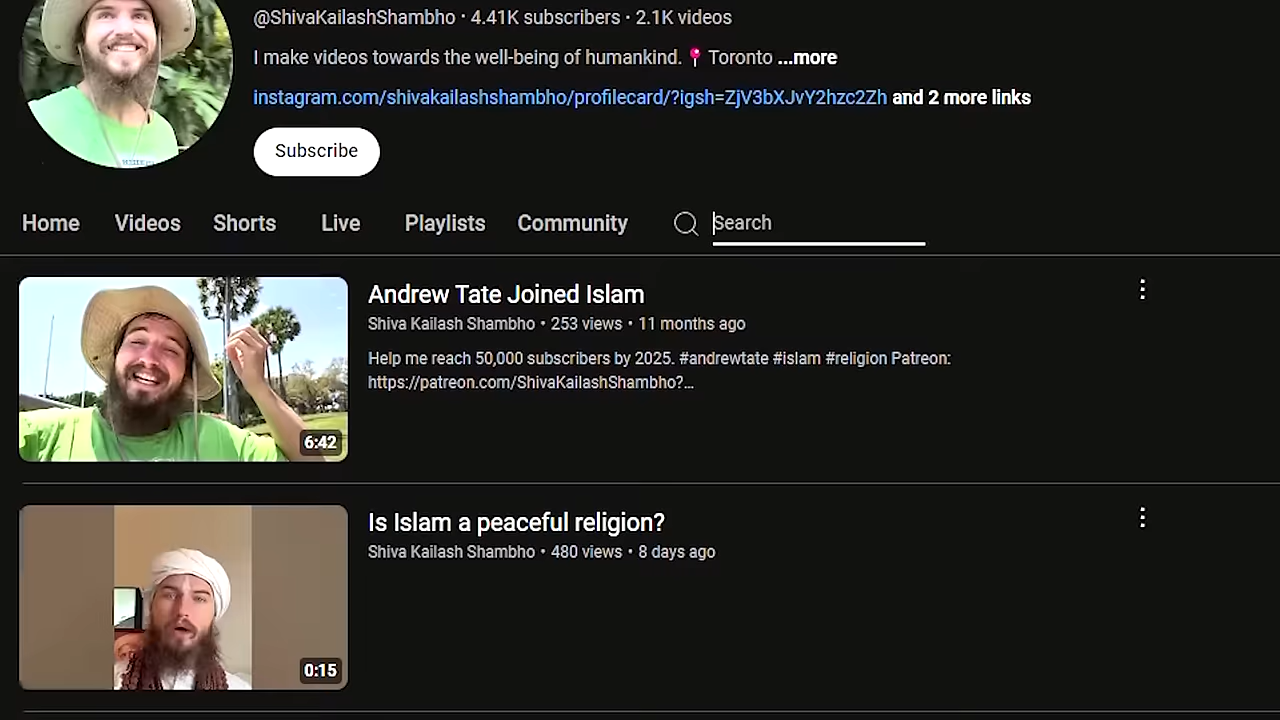 @ShivaKailashShambho • 4.41K subscribers • 2.1K videos
I make videos towards the well-being of humankind. 📍 Toronto ...more
instagram.com/shivakailashshambho/profilecard/?igsh=ZjV3bXJvY2hzc2Zh and 2 more links
Subscribe
Home Videos Shorts Live Playlists Community Search
Andrew Tate Joined Islam
Shiva Kailash Shambho • 253 views • 11 months ago
Help me reach 50,000 subscribers by 2025. #andrewtate #islam #religion Patreon:
https://patreon.com/ShivaKailashShambho?...
6:42
Is Islam a peaceful religion?
Shiva Kailash Shambho • 480 views • 8 days ago
0:15